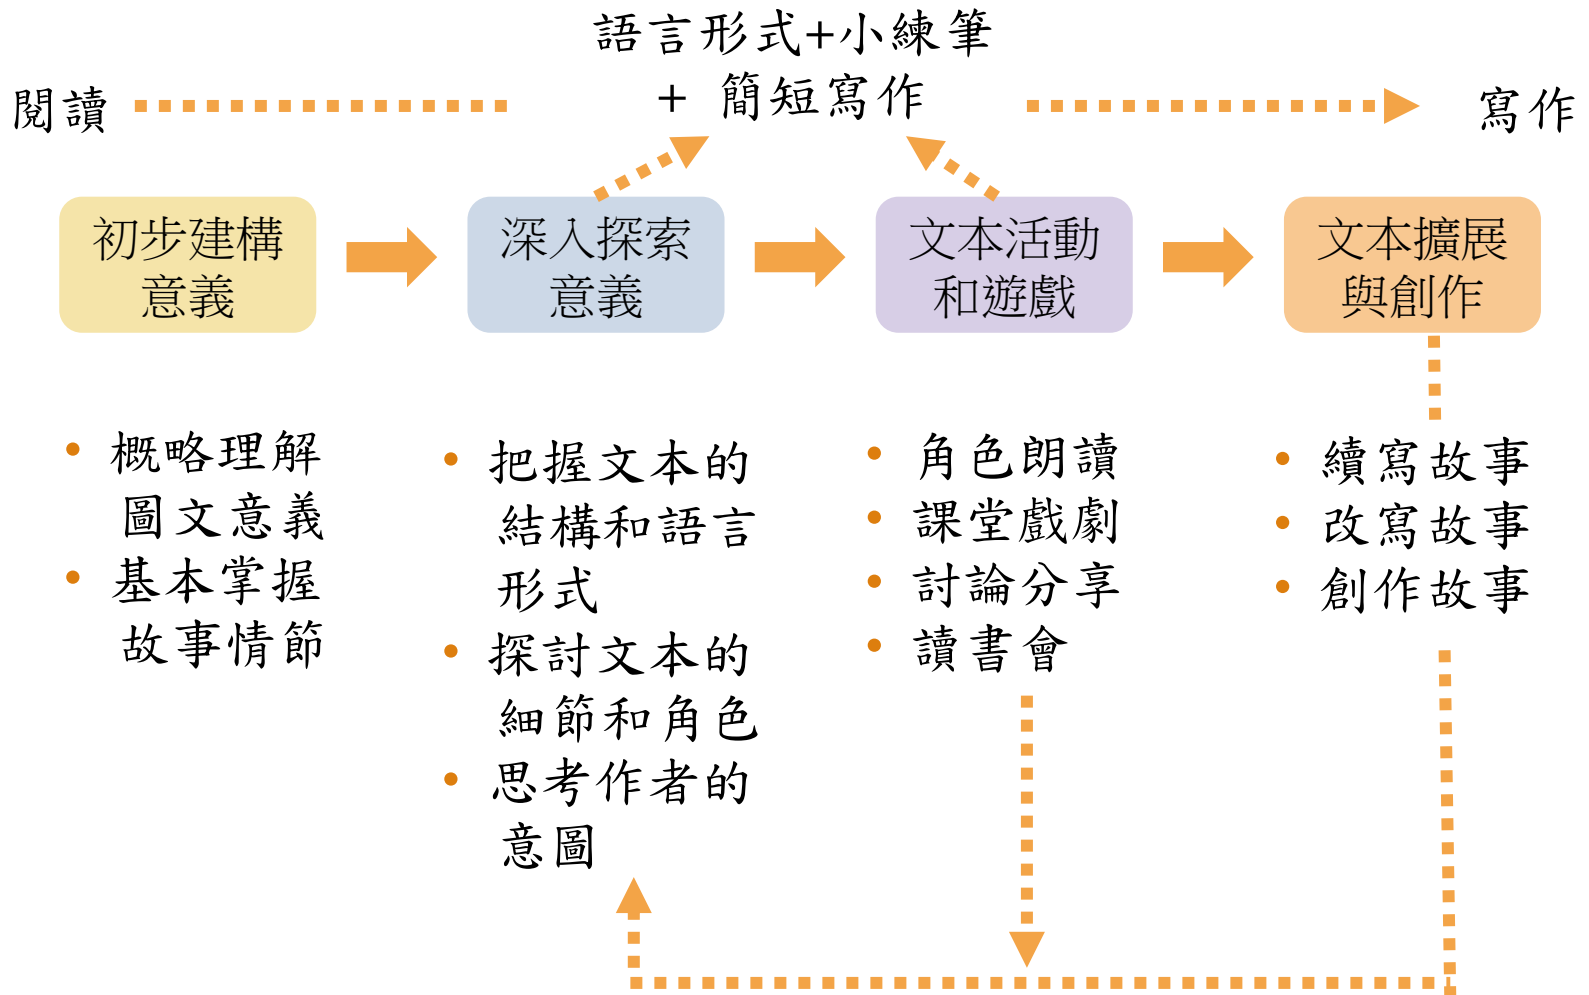 語言形式+小練筆
+ 簡短寫作
閱讀
寫作
初步建構
意義
深入探索
意義
文本活動
和遊戲
文本擴展
與創作
• 概略理解
圖文意義
• 基本掌握
故事情節
• 把握文本的
結構和語言
形式
• 探討文本的
細節和角色
• 思考作者的
意圖
• 角色朗讀
• 課堂戲劇
• 討論分享
• 讀書會
• 續寫故事
• 改寫故事
• 創作故事